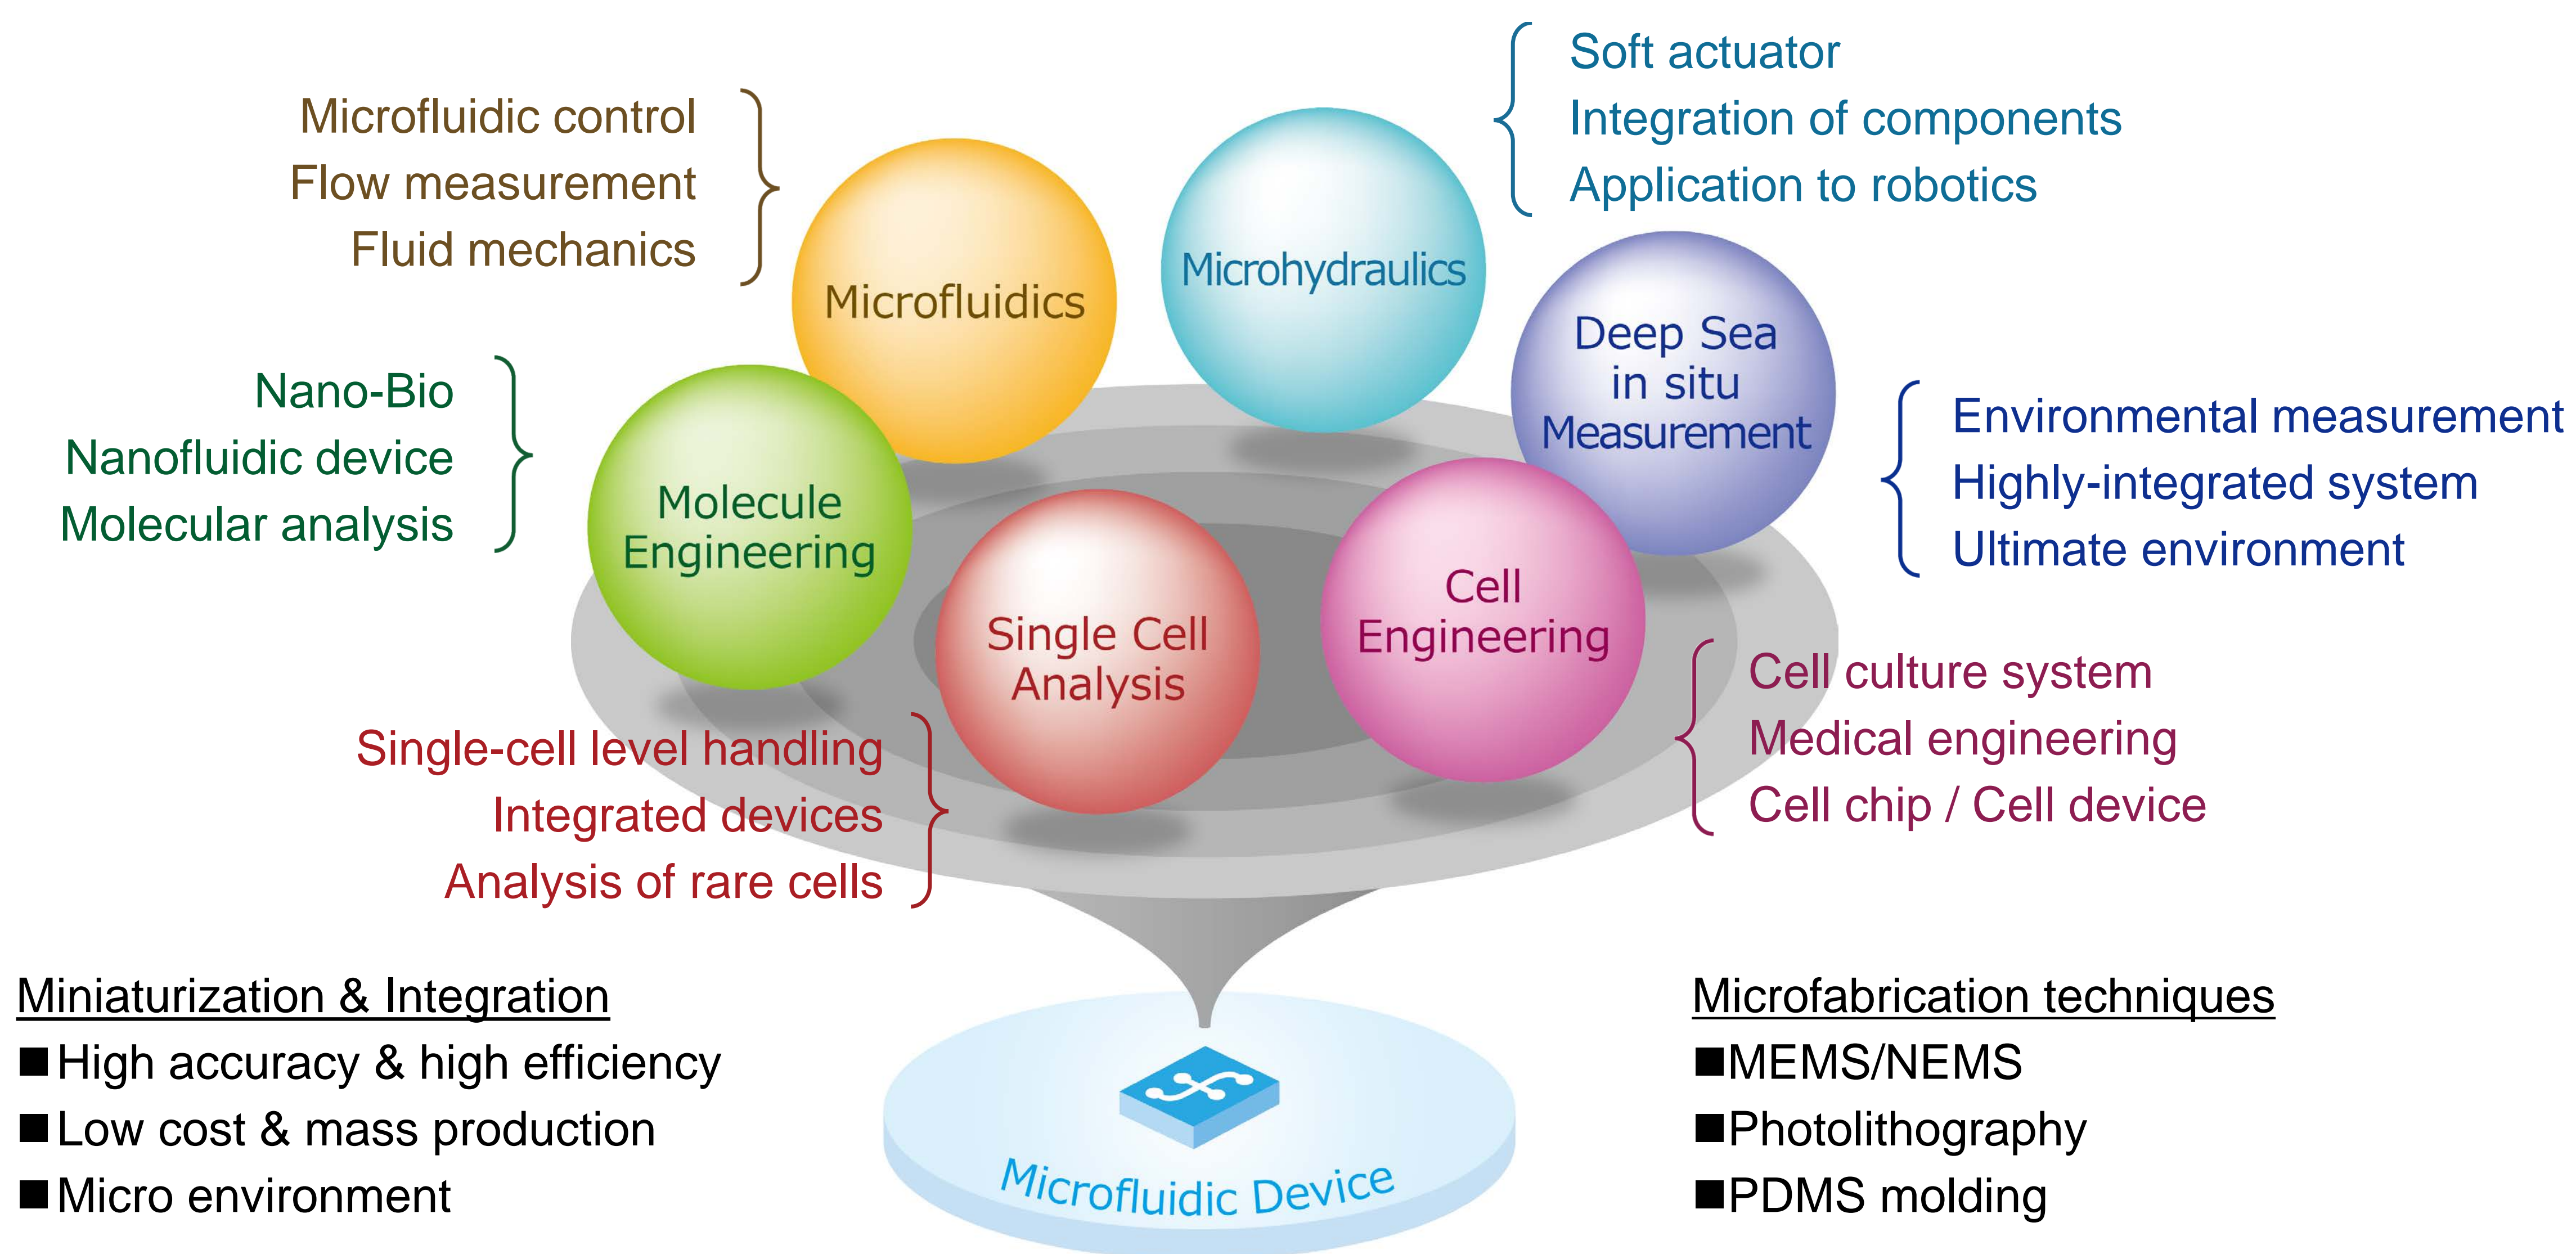 Soft actuator
Integration of components
Application to robotics
Microfluidic control
Flow measurement
Fluid mechanics
Microhydraulics
Microfluidics
Deep Sea
in situ
Measurement
Nano-Bio
Nanofluidic device
Molecular analysis
Environmental measurement
Highly-integrated system
Ultimate environment
Molecule
Engineering
Single Cell
Analysis
Cell
Engineering
Cell culture system
Medical engineering
Cell chip / Cell device
Single-cell level handling
Integrated devices
Analysis of rare cells
Miniaturization & Integration
■High accuracy & high efficiency
■Low cost & mass production
■Micro environment
Microfluidic Device
Microfabrication techniques
■MEMS/NEMS
■Photolithography
■PDMS molding